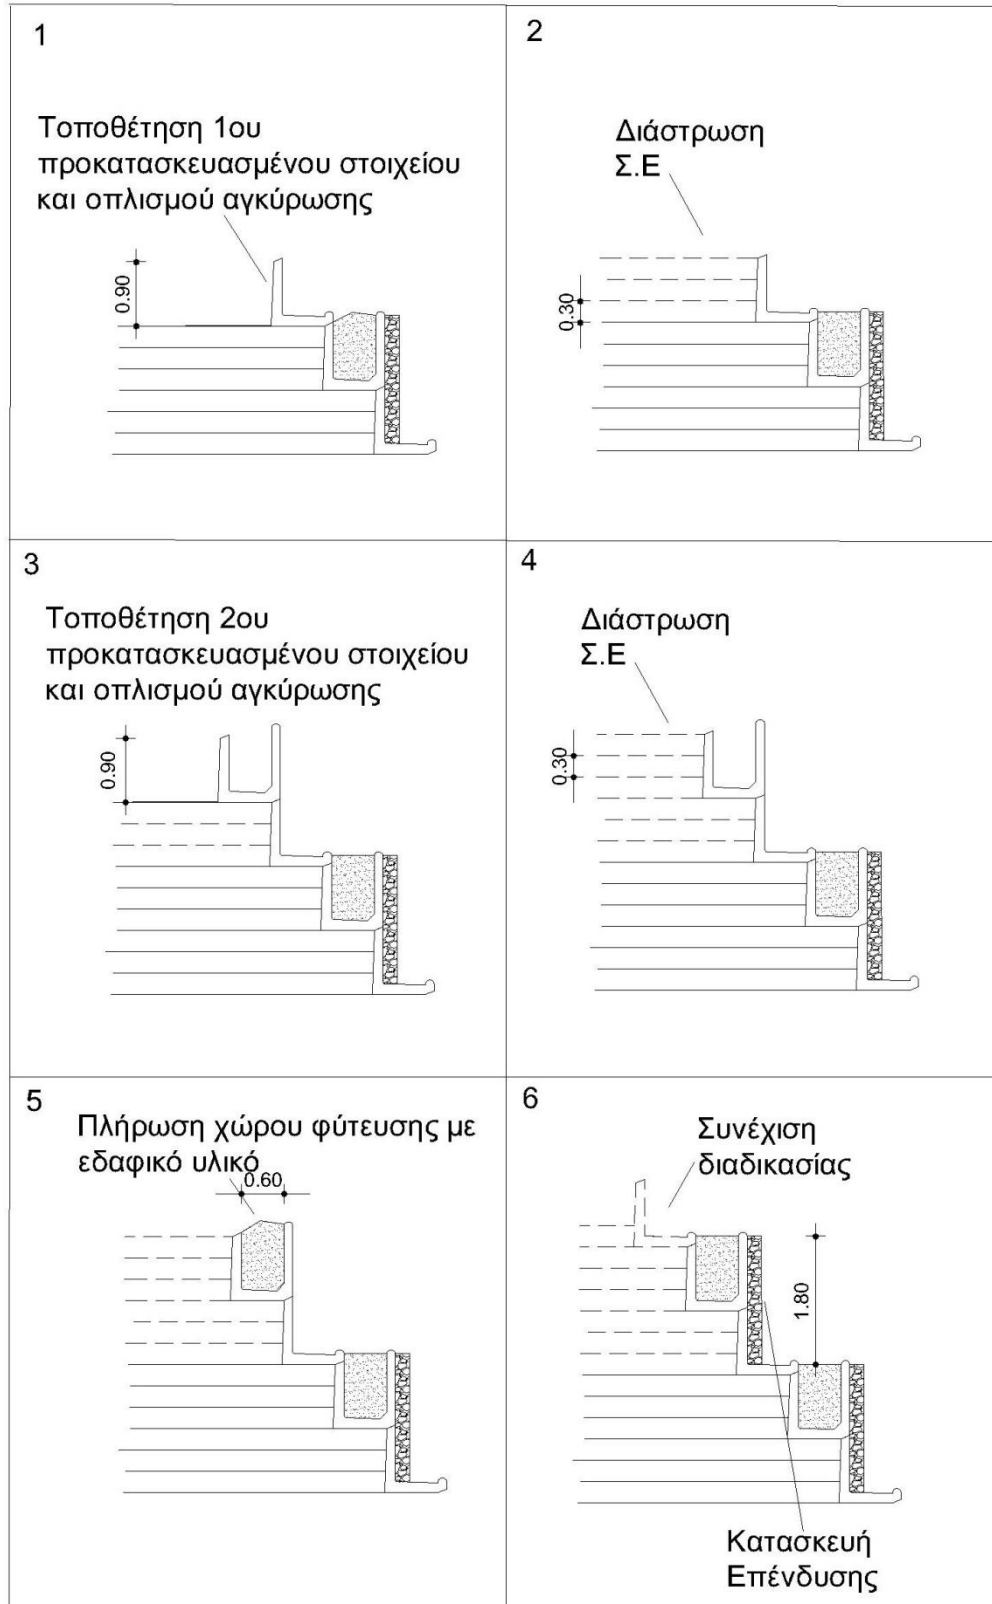 1
Τοποθέτηση 1ου
προκατασκευασμένου στοιχείου
και οπλισμού αγκύρωσης
0.90
2
Διάστρωση
Σ.Ε
0.30
3
Τοποθέτηση 2ου
προκατασκευασμένου στοιχείου
και οπλισμού αγκύρωσης
0.90
4
Διάστρωση
Σ.Ε
0.30
5
Πλήρωση χώρου φύτευσης με
εδαφικό υλικό
0.60
6
Συνέχιση
διαδικασίας
1.80
Κατασκευή
Επένδυσης